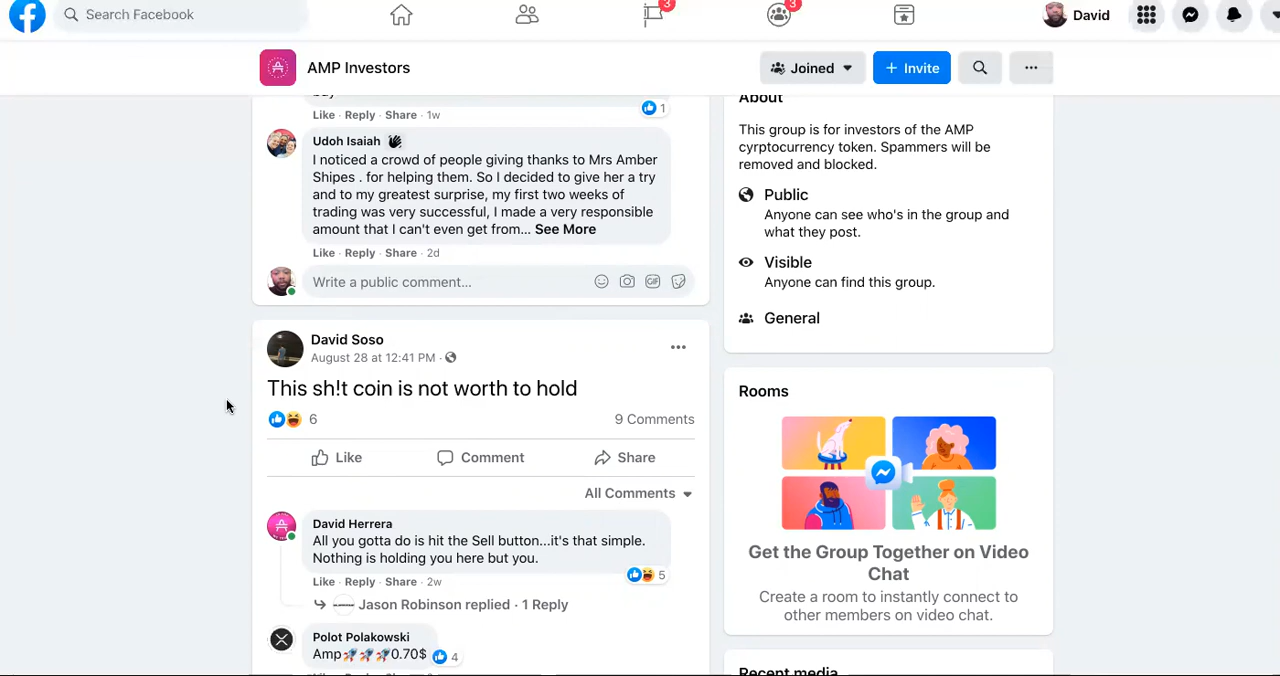 Search Facebook
3
3
David
AMP Investors
Joined
+ Invite
Like · Reply · Share · 1w
1
Udoh Isaiah
I noticed a crowd of people giving thanks to Mrs Amber
Shipes . for helping them. So I decided to give her a try
and to my greatest surprise, my first two weeks of
trading was very successful, I made a very responsible
amount that I can't even get from... See More
Like · Reply · Share · 2d
Write a public comment...
GIF
David Soso
August 28 at 12:41 PM ·
This sh!t coin is not worth to hold
6
9 Comments
Like
Comment
Share
All Comments
David Herrera
All you gotta do is hit the Sell button...it's that simple.
Nothing is holding you here but you.
Like · Reply · Share · 2w
5
Jason Robinson replied · 1 Reply
Polot Polakowski
Amp🚀🚀🚀0.70$
4
About
This group is for investors of the AMP
cyrptocurrency token. Spammers will be
removed and blocked.
Public
Anyone can see who's in the group and
what they post.
Visible
Anyone can find this group.
General
Rooms
Get the Group Together on Video
Chat
Create a room to instantly connect to
other members on video chat.
Recent media